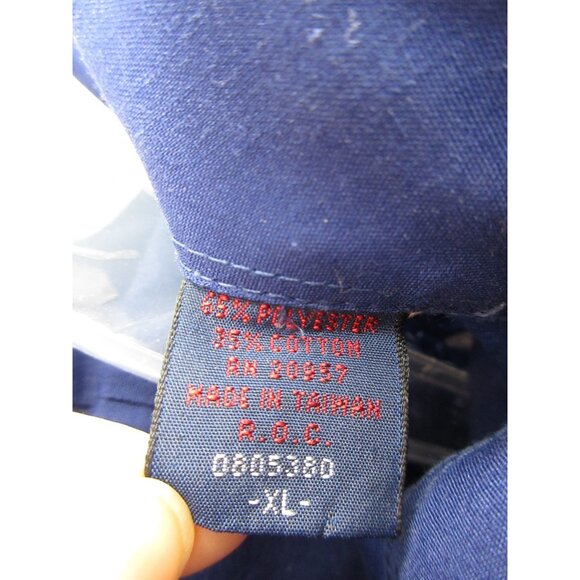 65% POLYESTER
35% COTTON
RN 20957
MADE IN TAIWAN
R.O.C.
0805380
-XL-